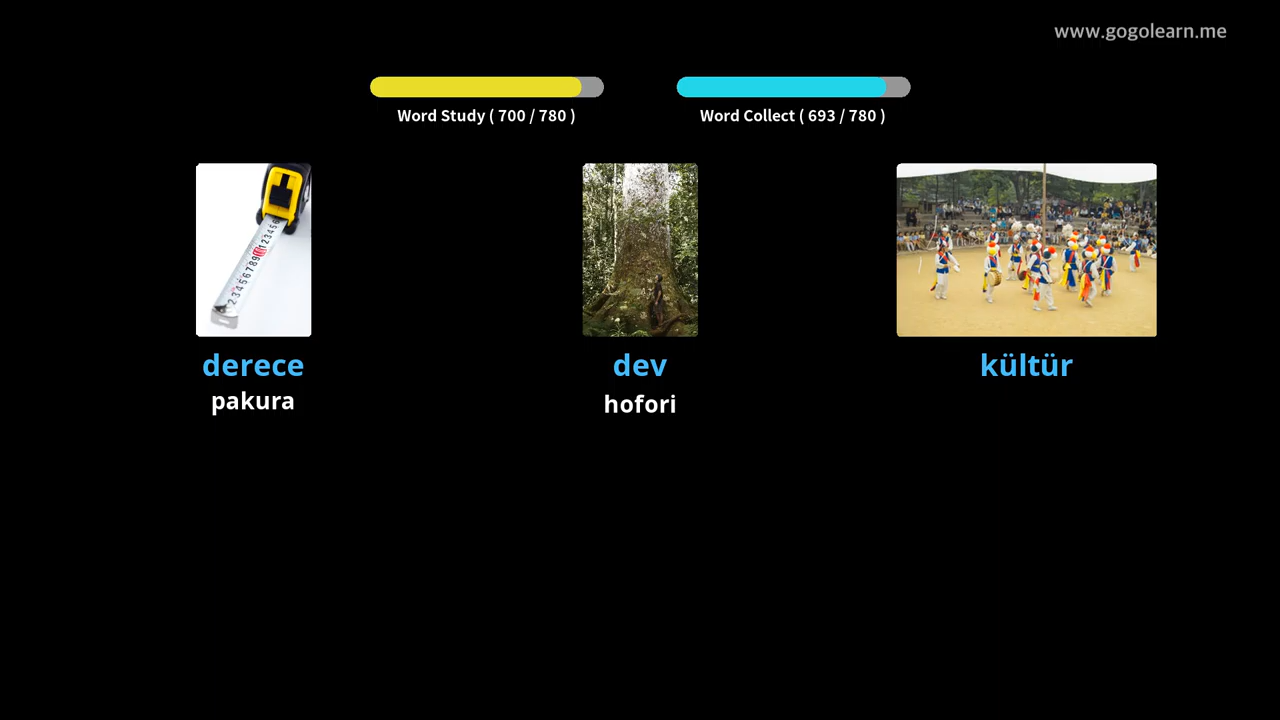 www.gogolearn.me
Word Study ( 700 / 780 )
Word Collect ( 693 / 780 )
derece
dev
kültür
pakura
hofori